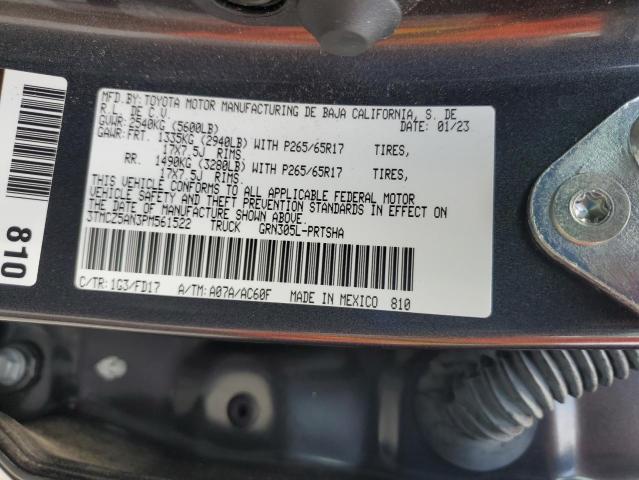 MFD.BY: TOYOTA MOTOR MANUFACTURING DE BAJA CALIFORNIA, S. DE
R.L. DE C.V. DATE: 01/23
GVWR: 2540KG (5600LB)
GAWR: FRT. 1335KG (2940LB) WITH P265/65R17 TIRES,
17X7.5J RIMS
RR. 1490KG (3280LB) WITH P265/65R17 TIRES,
17X7.5J RIMS
THIS VEHICLE CONFORMS TO ALL APPLICABLE FEDERAL MOTOR
VEHICLE SAFETY AND THEFT PREVENTION STANDARDS IN EFFECT ON
THE DATE OF MANUFACTURE SHOWN ABOVE.
3TMCZ5AN3PM561522 TRUCK GRN305L-PRTSHA
C/TR: 1G3/FD17 A/TM: A07A/AC60F MADE IN MEXICO 810
810